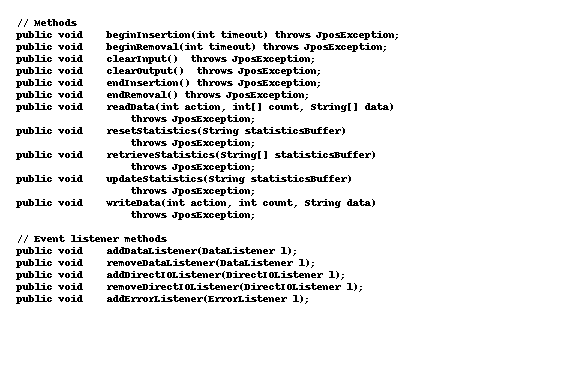 // Methods
public void    beginInsertion(int timeout) throws JposException;
public void    beginRemoval(int timeout) throws JposException;
public void    clearInput()  throws JposException;
public void    clearOutput()  throws JposException;
public void    endInsertion() throws JposException;
public void    endRemoval() throws JposException;
public void    readData(int action, int[] count, String[] data)
                   throws JposException;
public void    resetStatistics(String statisticsBuffer)
                   throws JposException;
public void    retrieveStatistics(String[] statisticsBuffer)
                   throws JposException;
public void    updateStatistics(String statisticsBuffer)
                   throws JposException;
public void    writeData(int action, int count, String data)
                   throws JposException;

// Event listener methods
public void    addDataListener(DataListener l);
public void    removeDataListener(DataListener l);
public void    addDirectIOListener(DirectIOListener l);
public void    removeDirectIOListener(DirectIOListener l);
public void    addErrorListener(ErrorListener l);